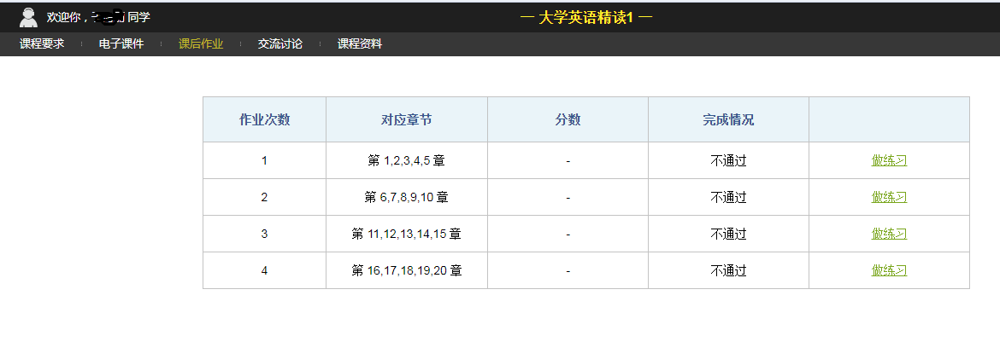 欢迎你，同学
— 大学英语精读1 —
课程要求 电子课件 课后作业 交流讨论 课程资料
作业次数 对应章节 分数 完成情况
1 第 1,2,3,4,5 章 - 不通过 做练习
2 第 6,7,8,9,10 章 - 不通过 做练习
3 第 11,12,13,14,15 章 - 不通过 做练习
4 第 16,17,18,19,20 章 - 不通过 做练习